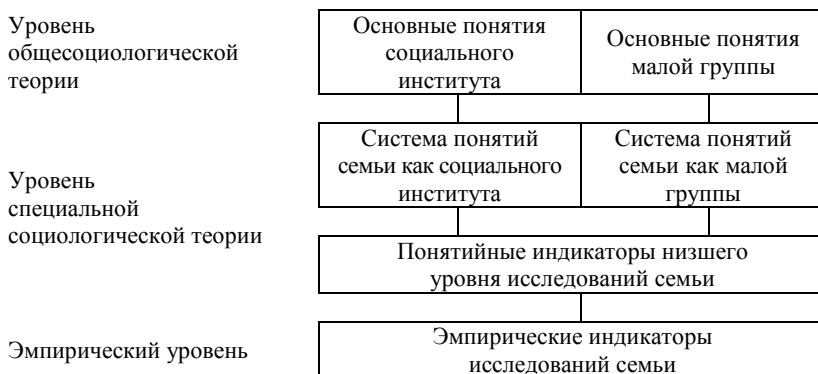 Уровень
общесоциологической
теории
Основные понятия
социального
института
Основные понятия
малой группы
Уровень
специальной
социологической теории
Система понятий
семьи как социального
института
Система понятий
семьи как малой
группы
Понятийные индикаторы низшего
уровня исследований семьи
Эмпирический уровень
Эмпирические индикаторы
исследований семьи